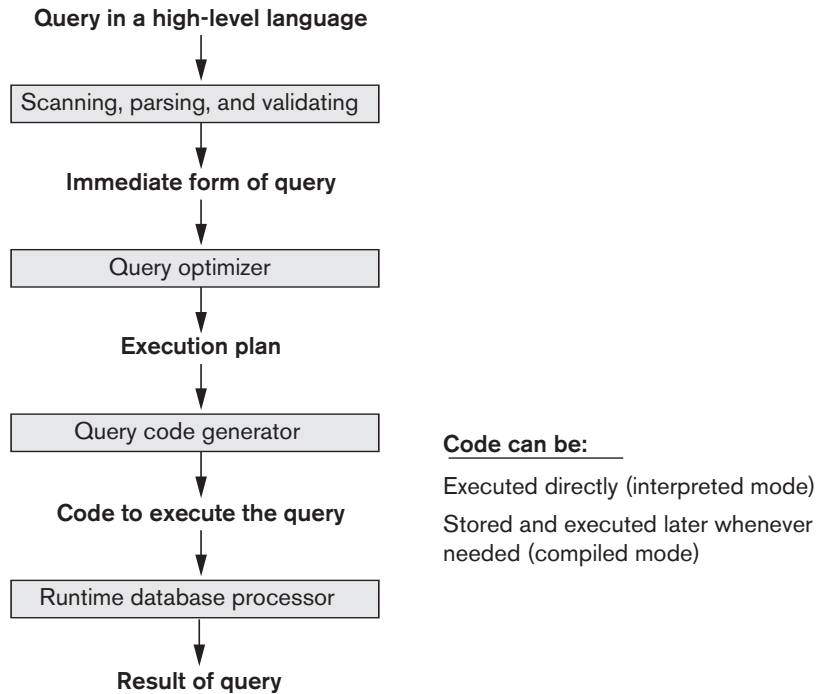 Query in a high-level language
Scanning, parsing, and validating
Immediate form of query
Query optimizer
Execution plan
Query code generator
Code to execute the query
Runtime database processor
Result of query
Code can be:
Executed directly (interpreted mode)
Stored and executed later whenever
needed (compiled mode)